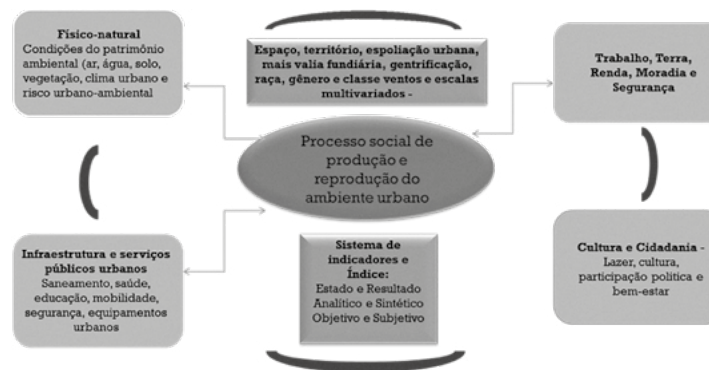 Físico-natural
Condições do patrimônio
ambiental (ar, água, solo,
vegetação, clima urbano e
risco urbano-ambiental
Espaço, território, espoliação urbana,
mais valia fundiária, gentrificação,
raça, gênero e classe ventos e escalas
multivariados -
Trabalho, Terra,
Renda, Moradia e
Segurança
Processo social de
produção e
reprodução do
ambiente urbano
Infraestrutura e serviços
públicos urbanos
Saneamento, saúde,
educação, mobilidade,
segurança, equipamentos
urbanos
Sistema de
indicadores e
Índice:
Estado e Resultado
Analítico e Sintético
Objetivo e Subjetivo
Cultura e Cidadania -
Lazer, cultura,
participação política e
bem-estar